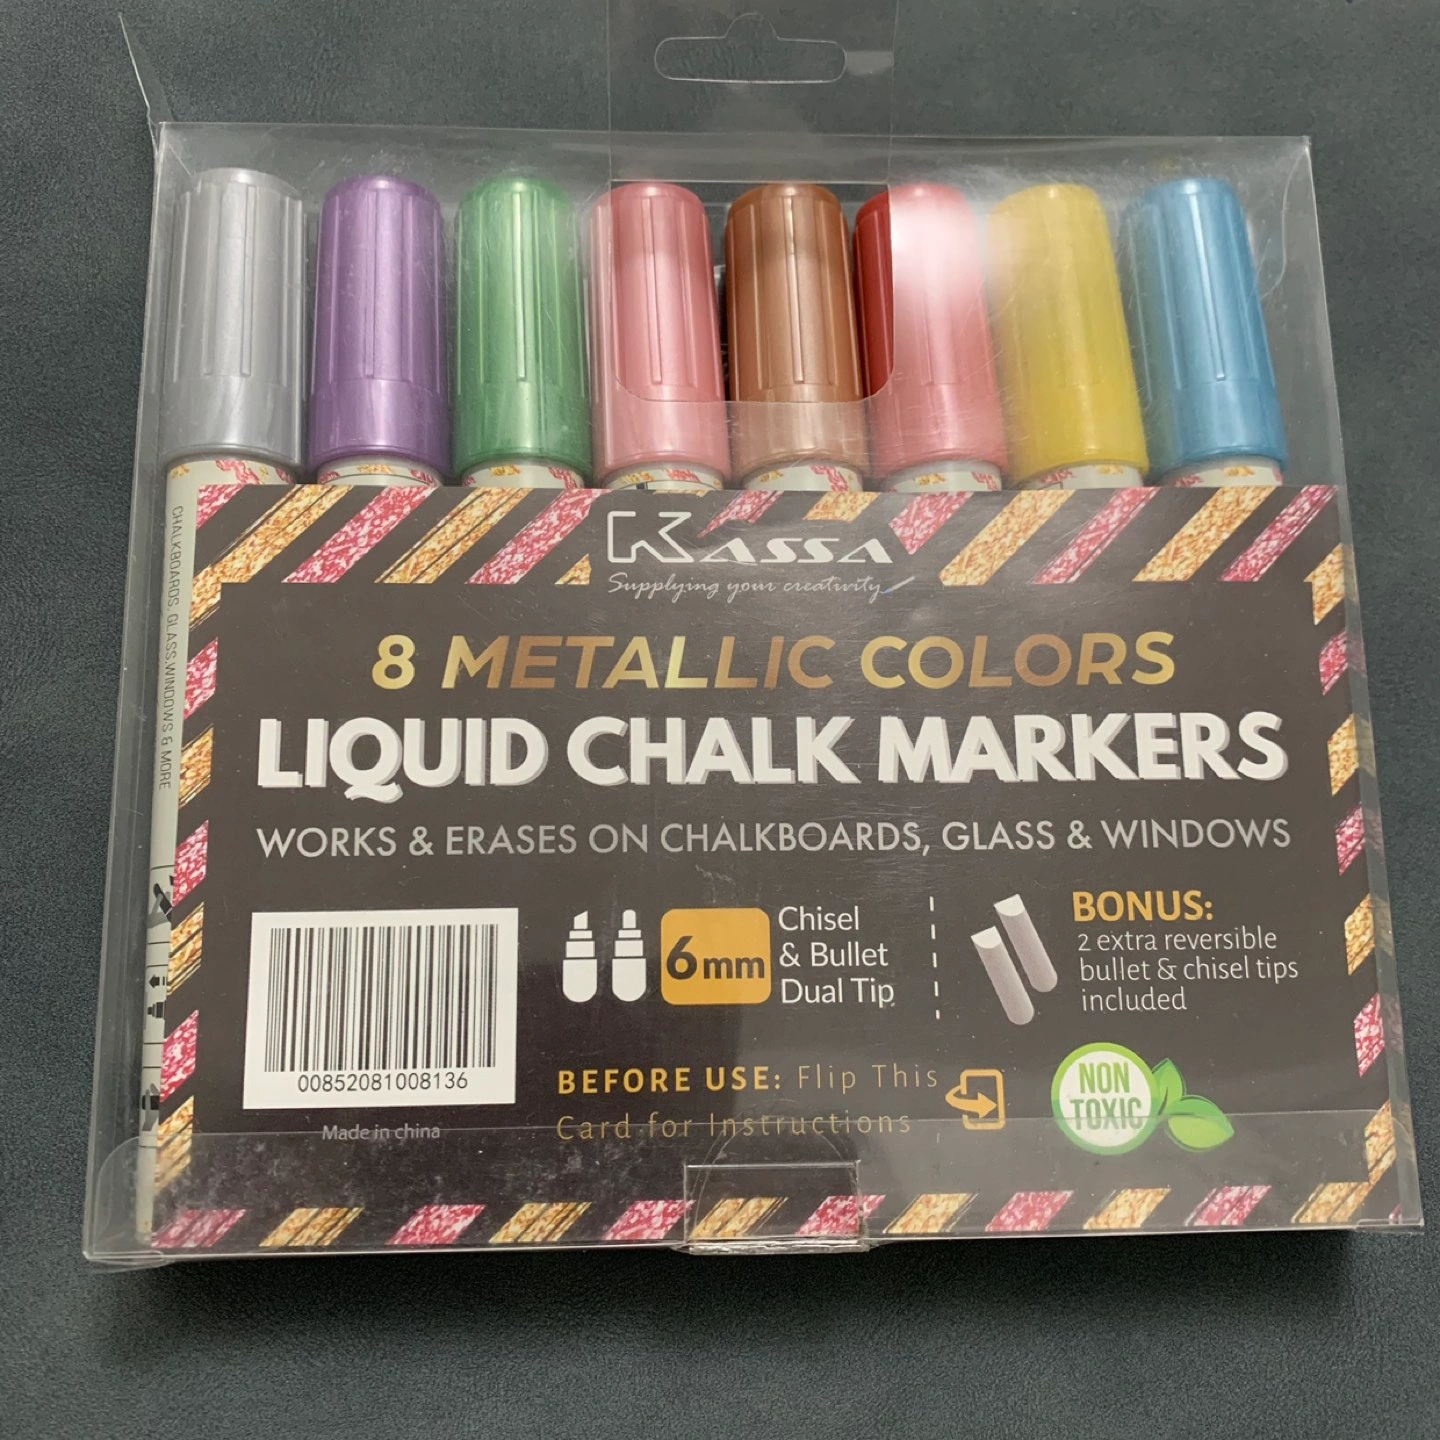 KASSA
Supplying your creativity
8 METALLIC COLORS
LIQUID CHALK MARKERS
WORKS & ERASES ON CHALKBOARDS, GLASS & WINDOWS
CHALKBOARDS, GLASS, WINDOWS & MORE
6mm
Chisel
& Bullet
Dual Tip
BONUS:
2 extra reversible
bullet & chisel tips
included
00852081008136
Made in china
BEFORE USE: Flip This
Card for Instructions
NON
TOXIC